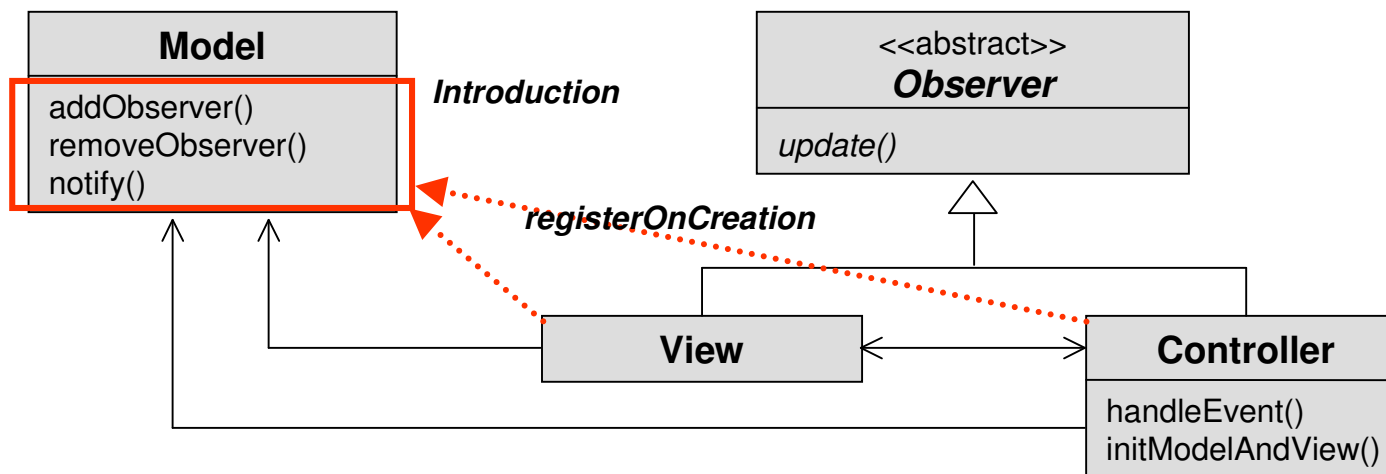 Model
addObserver()
removeObserver()
notify()
Introduction
<<abstract>>
Observer
update()
registerOnCreation
View
Controller
handleEvent()
initModelAndView()